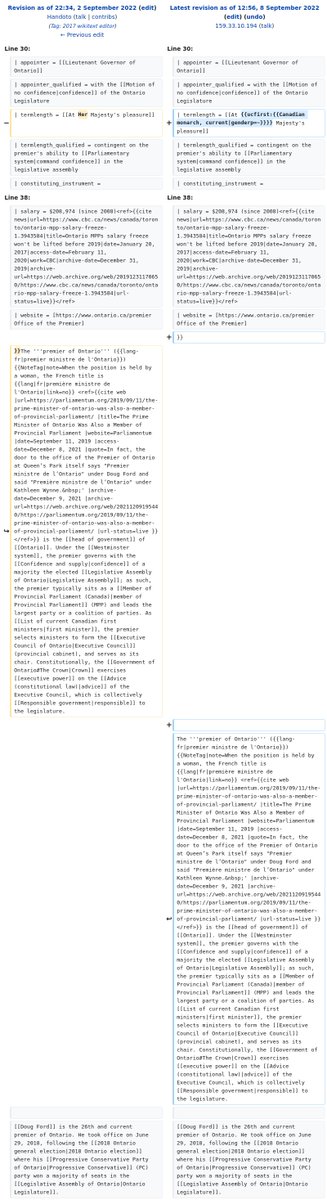 Revision as of 22:34, 2 September 2022 (edit)
Handoto (talk | contribs)
(Tag: 2017 wikitext editor)
← Previous edit
Latest revision as of 12:56, 8 September 2022
(edit) (undo)
159.33.10.194 (talk)
Line 30:
Line 30:
| appointer = [[Lieutenant Governor of
Ontario]]
| appointer = [[Lieutenant Governor of
Ontario]]
| appointer_qualified = with the [[Motion of
no confidence|confidence]] of the Ontario
Legislature
| appointer_qualified = with the [[Motion of
no confidence|confidence]] of the Ontario
Legislature
−
| termlength = [[At Her Majesty's pleasure]]
+
| termlength = [[At {{ucfirst:{{Canadian
monarch, current|gender=~}}}} Majesty's
pleasure]]
| termlength_qualified = contingent on the
premier's ability to [[Parliamentary
system|command confidence]] in the
legislative assembly
| termlength_qualified = contingent on the
premier's ability to [[Parliamentary
system|command confidence]] in the
legislative assembly
| constituting_instrument =
| constituting_instrument =
Line 38:
Line 38:
| salary = $208,974 (since 2008)<ref>{{cite
news|url=https://www.cbc.ca/news/canada/toron
to/ontario-mpp-salary-freeze-
1.3943584|title=Ontario MPPs salary freeze
won't be lifted before 2019|date=January 20,
2017|access-date=February 11,
2020|work=CBC|archive-date=December 31,
2019|archive-
url=https://web.archive.org/web/2019123117065
0/https://www.cbc.ca/news/canada/toronto/onta
rio-mpp-salary-freeze-1.3943584|url-
status=live}}</ref>
| salary = $208,974 (since 2008)<ref>{{cite
news|url=https://www.cbc.ca/news/canada/toron
to/ontario-mpp-salary-freeze-
1.3943584|title=Ontario MPPs salary freeze
won't be lifted before 2019|date=January 20,
2017|access-date=February 11,
2020|work=CBC|archive-date=December 31,
2019|archive-
url=https://web.archive.org/web/2019123117065
0/https://www.cbc.ca/news/canada/toronto/onta
rio-mpp-salary-freeze-1.3943584|url-
status=live}}</ref>
| website = [https://www.ontario.ca/premier
Office of the Premier]
| website = [https://www.ontario.ca/premier
Office of the Premier]
+
}}
}}The '''premier of Ontario''' ({{lang-
fr|premier ministre de l'Ontario}})
{{NoteTag|note=When the position is held by
a woman, the French title is
{{lang|fr|première ministre de
l'Ontario|link=no}} <ref>{{cite web
|url=https://parliamentum.org/2019/09/11/the-
prime-minister-of-ontario-was-also-a-member-
of-provincial-parliament/ |title=The Prime
Minister of Ontario Was Also a Member of
Provincial Parliament |website=Parliamentum
|date=September 11, 2019 |access-
date=December 8, 2021 |quote=In fact, the
door to the office of the Premier of Ontario
at Queen's Park itself says "Premier
ministre de l'Ontario" under Doug Ford and
said "Première ministre de l'Ontario" under
Kathleen Wynne.&nbsp;' |archive-
date=December 9, 2021 |archive-
url=https://web.archive.org/web/2021120919544
0/https://parliamentum.org/2019/09/11/the-
prime-minister-of-ontario-was-also-a-member-
of-provincial-parliament/ |url-status=live }}
</ref>}} is the [[head of government]] of
[[Ontario]]. Under the [[Westminster
system]], the premier governs with the
[[Confidence and supply|confidence]] of a
majority the elected [[Legislative Assembly
of Ontario|Legislative Assembly]]; as such,
the premier typically sits as a [[Member of
Provincial Parliament (Canada)|member of
Provincial Parliament]] (MPP) and leads the
largest party or a coalition of parties. As
[[List of current Canadian first
ministers|first minister]], the premier
selects ministers to form the [[Executive
Council of Ontario|Executive Council]]
(provincial cabinet), and serves as its
chair. Constitutionally, the [[Government of
Ontario#The Crown|Crown]] exercises
[[executive power]] on the [[Advice
(constitutional law)|advice]] of the
Executive Council, which is collectively
[[Responsible government|responsible]] to
the legislature.
+
The '''premier of Ontario''' ({{lang-
fr|premier ministre de l'Ontario}})
{{NoteTag|note=When the position is held by
a woman, the French title is
{{lang|fr|première ministre de
l'Ontario|link=no}} <ref>{{cite web
|url=https://parliamentum.org/2019/09/11/the-
prime-minister-of-ontario-was-also-a-member-
of-provincial-parliament/ |title=The Prime
Minister of Ontario Was Also a Member of
Provincial Parliament |website=Parliamentum
|date=September 11, 2019 |access-
date=December 8, 2021 |quote=In fact, the
door to the office of the Premier of Ontario
at Queen's Park itself says "Premier
ministre de l'Ontario" under Doug Ford and
said "Première ministre de l'Ontario" under
Kathleen Wynne.&nbsp;' |archive-
date=December 9, 2021 |archive-
url=https://web.archive.org/web/2021120919544
0/https://parliamentum.org/2019/09/11/the-
prime-minister-of-ontario-was-also-a-member-
of-provincial-parliament/ |url-status=live }}
</ref>}} is the [[head of government]] of
[[Ontario]]. Under the [[Westminster
system]], the premier governs with the
[[Confidence and supply|confidence]] of a
majority the elected [[Legislative Assembly
of Ontario|Legislative Assembly]]; as such,
the premier typically sits as a [[Member of
Provincial Parliament (Canada)|member of
Provincial Parliament]] (MPP) and leads the
largest party or a coalition of parties. As
[[List of current Canadian first
ministers|first minister]], the premier
selects ministers to form the [[Executive
Council of Ontario|Executive Council]]
(provincial cabinet), and serves as its
chair. Constitutionally, the [[Government of
Ontario#The Crown|Crown]] exercises
[[executive power]] on the [[Advice
(constitutional law)|advice]] of the
Executive Council, which is collectively
[[Responsible government|responsible]] to
the legislature.
[[Doug Ford]] is the 26th and current
premier of Ontario. He took office on June
29, 2018, following the [[2018 Ontario
general election|2018 Ontario election]]
where his [[Progressive Conservative Party
of Ontario|Progressive Conservative]] (PC)
party won a majority of seats in the
[[Legislative Assembly of Ontario|Ontario
Legislature]].
[[Doug Ford]] is the 26th and current
premier of Ontario. He took office on June
29, 2018, following the [[2018 Ontario
general election|2018 Ontario election]]
where his [[Progressive Conservative Party
of Ontario|Progressive Conservative]] (PC)
party won a majority of seats in the
[[Legislative Assembly of Ontario|Ontario
Legislature]].